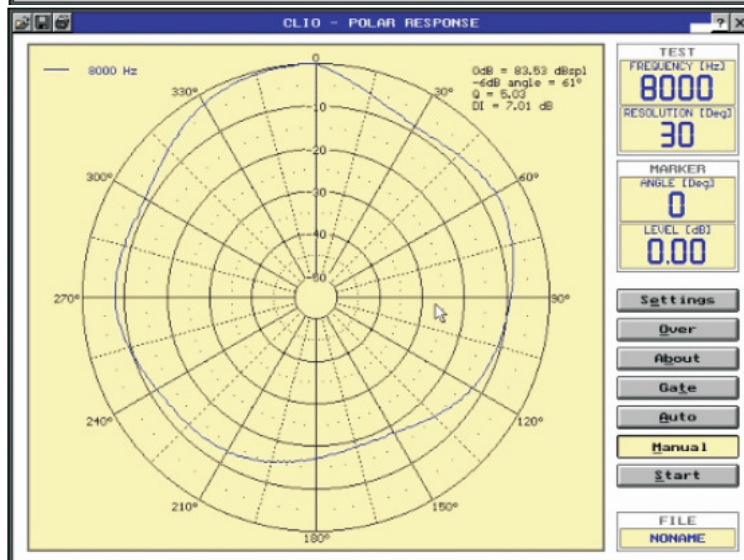 CLIO - POLAR RESPONSE
? X
8000 Hz
0dB = 83.53 dBspl
-6dB angle = 61°
Q = 5.03
DI = 7.01 dB
0
30°
60°
90°
120°
150°
180°
210°
240°
270°
300°
330°
-10
-20
-30
-40
TEST
FREQUENCY [Hz]
8000
RESOLUTION [Deg]
30
MARKER
ANGLE [Deg]
0
LEVEL [dB]
0.00
Settings
Over
About
Gate
Auto
Manual
Start
FILE
NONAME